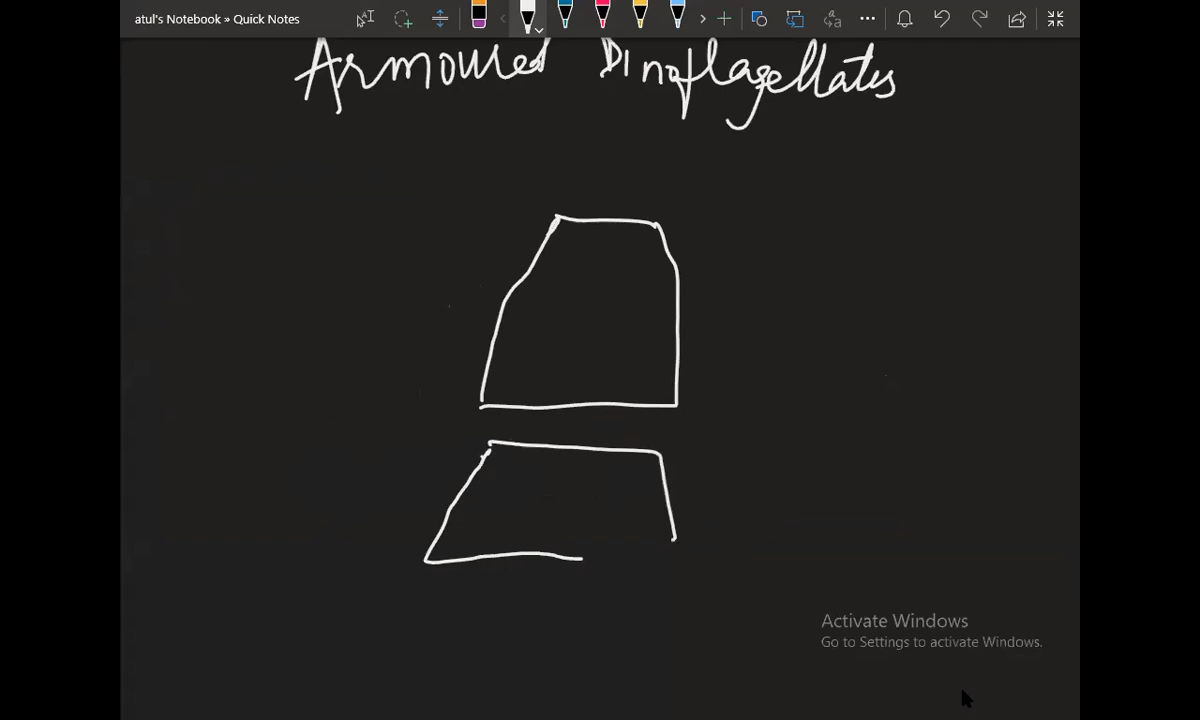 atul's Notebook » Quick Notes
Armoured Dinoflagellates
Activate Windows
Go to Settings to activate Windows.